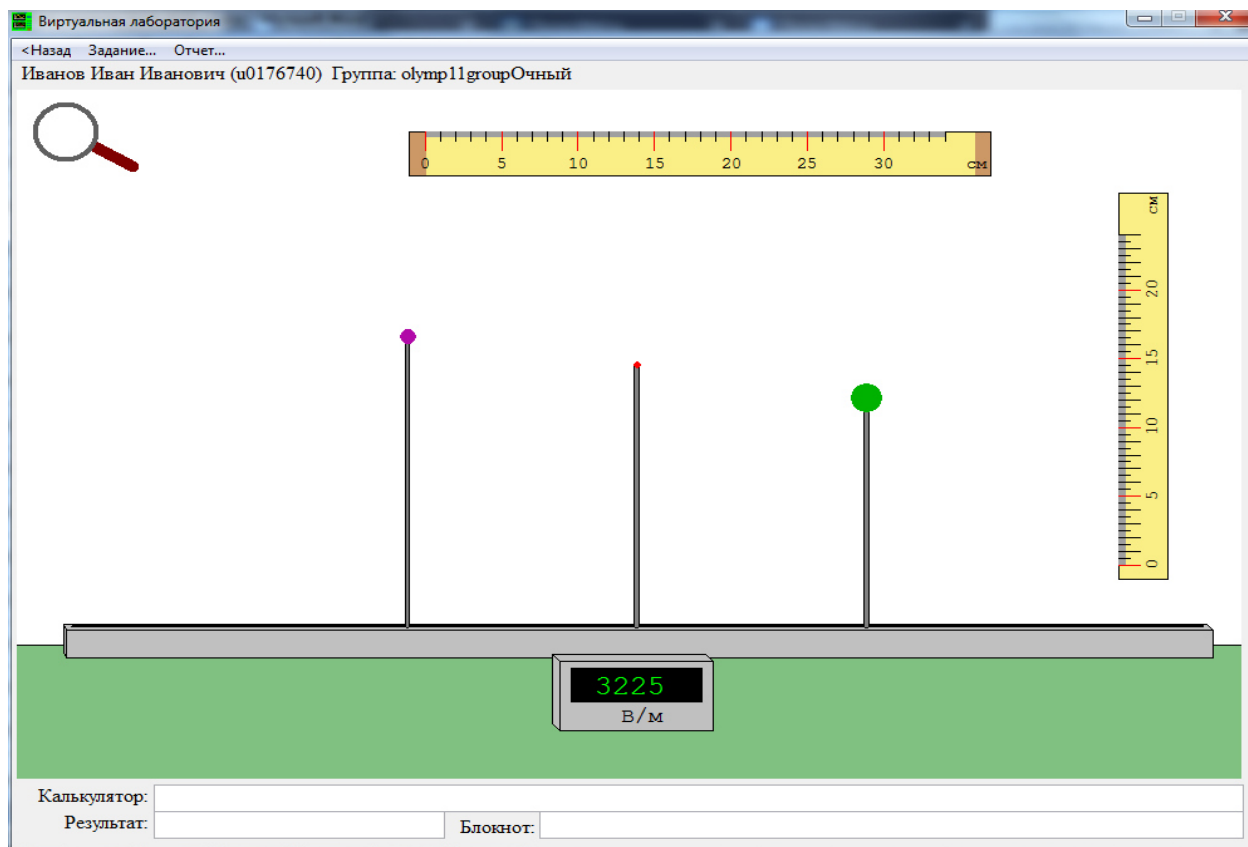 Виртуальная лаборатория
<Назад Задание... Отчет...
Иванов Иван Иванович (u0176740) Группа: olymp11groupОчный
0 5 10 15 20 25 30 см
см
20
15
10
5
0
3225
В/м
Калькулятор:
Результат:
Блокнот: